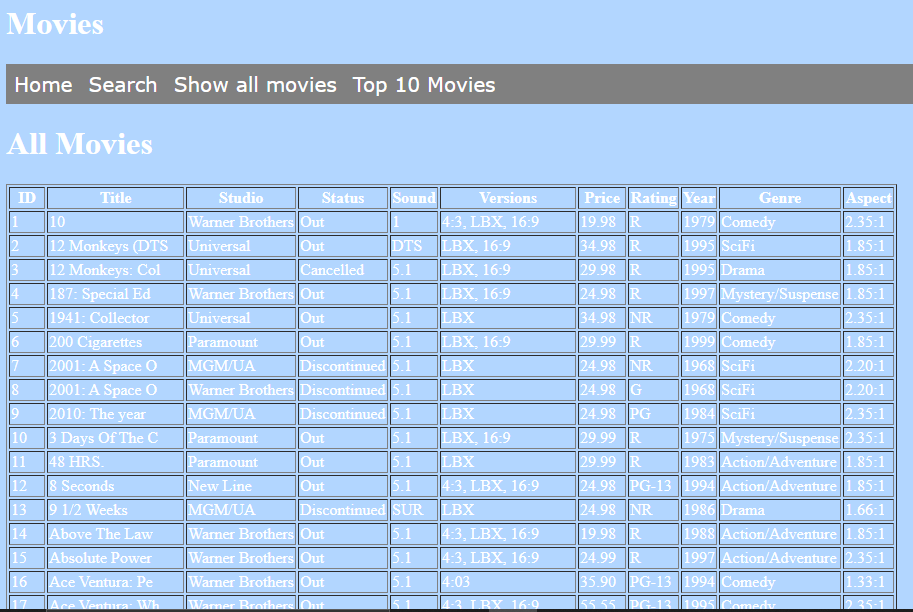 Movies
Home Search Show all movies Top 10 Movies
All Movies
ID Title Studio Status Sound Versions Price Rating Year Genre Aspect
1 10 Warner Brothers Out 1 4:3, LBX, 16:9 19.98 R 1979 Comedy 2.35:1
2 12 Monkeys (DTS Universal Out DTS LBX, 16:9 34.98 R 1995 SciFi 1.85:1
3 12 Monkeys: Col Universal Cancelled 5.1 LBX, 16:9 29.98 R 1995 Drama 1.85:1
4 187: Special Ed Warner Brothers Out 5.1 LBX, 16:9 24.98 R 1997 Mystery/Suspense 1.85:1
5 1941: Collector Universal Out 5.1 LBX 34.98 NR 1979 Comedy 2.35:1
6 200 Cigarettes Paramount Out 5.1 LBX, 16:9 29.99 R 1999 Comedy 1.85:1
7 2001: A Space O MGM/UA Discontinued 5.1 LBX 24.98 NR 1968 SciFi 2.20:1
8 2001: A Space O Warner Brothers Discontinued 5.1 LBX 24.98 G 1968 SciFi 2.20:1
9 2010: The year MGM/UA Discontinued 5.1 LBX 24.98 PG 1984 SciFi 2.35:1
10 3 Days Of The C Paramount Out 5.1 LBX, 16:9 29.99 R 1975 Mystery/Suspense 2.35:1
11 48 HRS. Paramount Out 5.1 LBX 29.99 R 1983 Action/Adventure 1.85:1
12 8 Seconds New Line Out 5.1 4:3, LBX, 16:9 24.98 PG-13 1994 Action/Adventure 1.85:1
13 9 1/2 Weeks MGM/UA Discontinued SUR LBX 24.98 NR 1986 Drama 1.66:1
14 Above The Law Warner Brothers Out 5.1 4:3, LBX, 16:9 19.98 R 1988 Action/Adventure 1.85:1
15 Absolute Power Warner Brothers Out 5.1 4:3, LBX, 16:9 24.99 R 1997 Action/Adventure 2.35:1
16 Ace Ventura: Pe Warner Brothers Out 5.1 4:03 35.90 PG-13 1994 Comedy 1.33:1
17 Ace Ventura: Wh Warner Brothers Out 5.1 4:3, LBX, 16:9 55.55 PG-13 1995 Comedy 2.35:1